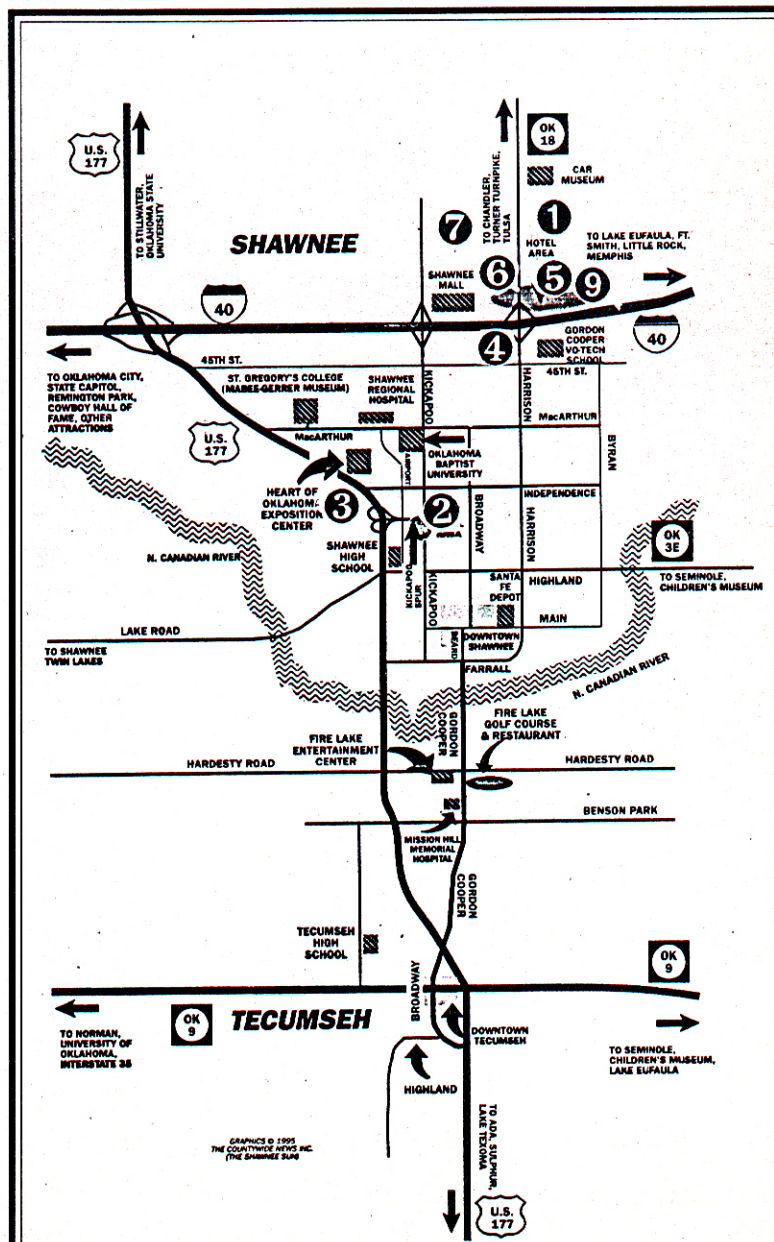 U.S.
177
TO STILLWATER,
OKLAHOMA STATE
UNIVERSITY
SHAWNEE
TO CHANDLER,
TURNER TURNPIKE,
TULSA
OK
18
CAR
MUSEUM
1
7
HOTEL
AREA
TO LAKE EUFAULA, FT.
SMITH, LITTLE ROCK,
MEMPHIS
6
5
9
SHAWNEE
MALL
40
4
GORDON
COOPER
VO-TECH
SCHOOL
40
45TH ST.
45TH ST.
TO OKLAHOMA CITY,
STATE CAPITOL,
REMINGTON PARK,
COWBOY HALL OF
FAME, OTHER
ATTRACTIONS
ST. GREGORY'S COLLEGE
(MABEE-GERRER MUSEUM)
SHAWNEE
REGIONAL
HOSPITAL
KICKAPOO
HARRISON
MacARTHUR
U.S.
177
MacARTHUR
AIRPORT
OKLAHOMA
BAPTIST
UNIVERSITY
BYRAN
HEART OF
OKLAHOMA
EXPOSITION
CENTER
3
2
AREA
BROADWAY
INDEPENDENCE
HARRISON
OK
3E
N. CANADIAN RIVER
SHAWNEE
HIGH
SCHOOL
KICKAPOO
SPUR
KICKAPOO
SANTA
FE
DEPOT
HIGHLAND
TO SEMINOLE,
CHILDREN'S MUSEUM
MAIN
LAKE ROAD
TO SHAWNEE
TWIN LAKES
BEARD
DOWNTOWN
SHAWNEE
FARRALL
N. CANADIAN RIVER
GORDON
COOPER
FIRE LAKE
ENTERTAINMENT
CENTER
FIRE LAKE
GOLF COURSE
& RESTAURANT
HARDESTY ROAD
HARDESTY ROAD
BENSON PARK
MISSION HILL
MEMORIAL
HOSPITAL
GORDON
COOPER
TECUMSEH
HIGH
SCHOOL
BROADWAY
OK
9
OK
9
TECUMSEH
TO NORMAN,
UNIVERSITY OF
OKLAHOMA,
INTERSTATE 35
DOWNTOWN
TECUMSEH
TO SEMINOLE,
CHILDREN'S MUSEUM,
LAKE EUFAULA
HIGHLAND
GRAPHICS © 1995
THE COUNTYWIDE NEWS INC.
(THE SHAWNEE SUN)
TO ADA, SULPHUR,
LAKE TEXOMA
U.S.
177